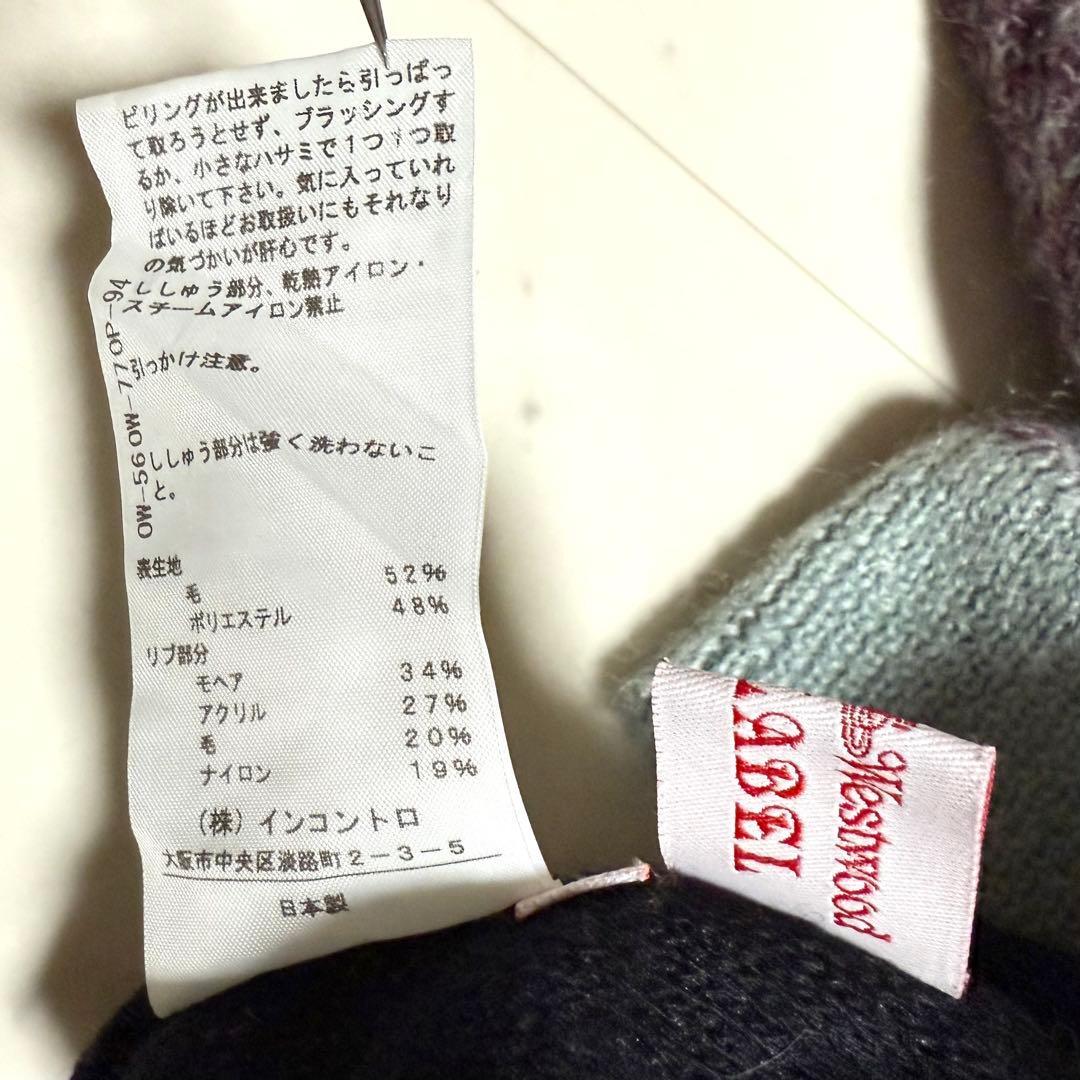 ピリングが出来ましたら引っぱっ
て取ろうとせず、ブラッシングす
るか、小さなハサミで1つ1つ取
り除いて下さい。気に入っていれ
ばいるほどお取扱いにもそれなり
の気づかいが肝心です。
ししゅう部分、乾熱アイロン・
スチームアイロン禁止
引っかけ注意。
ししゅう部分は強く洗わないこ
と。
OW-560W-770P-94
表生地
毛 52%
ポリエステル 48%
リブ部分
モヘア 34%
アクリル 27%
毛 20%
ナイロン 19%
(株)インコントロ
大阪市中央区淡路町2-3-5
日本製
Westwood
LABEL